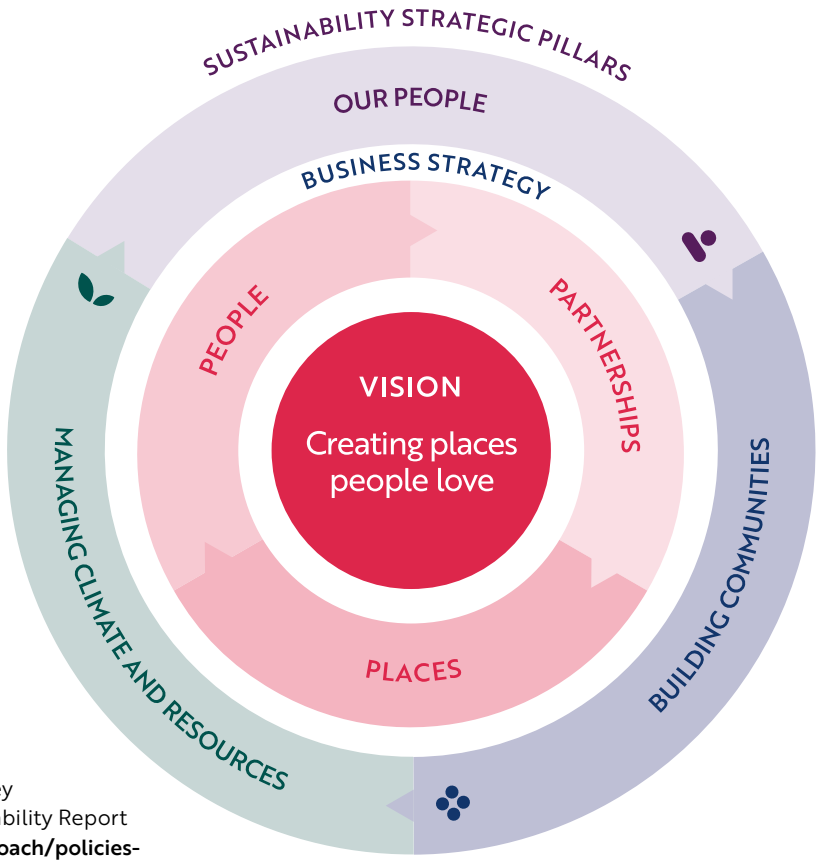 SUSTAINABILITY STRATEGIC PILLARS
OUR PEOPLE
BUSINESS STRATEGY
PEOPLE
PARTNERSHIPS
VISION
Creating places
people love
MANAGING CLIMATE AND RESOURCES
BUILDING COMMUNITIES
PLACES
ey
ability Report
oach/policies-